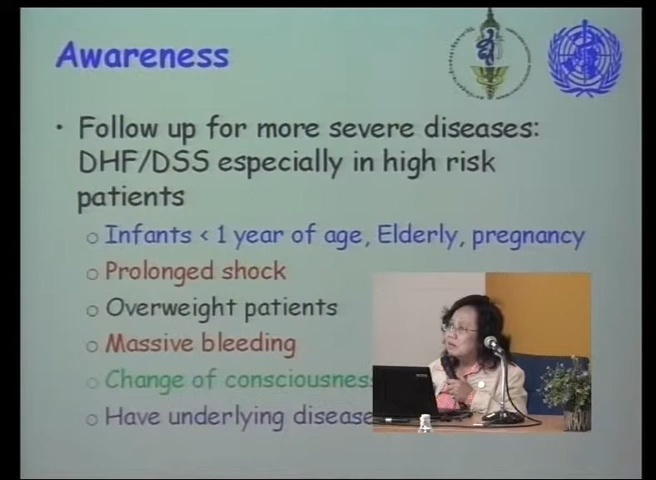 Awareness
• Follow up for more severe diseases:
DHF/DSS especially in high risk
patients
○ Infants < 1 year of age, Elderly, pregnancy
○ Prolonged shock
○ Overweight patients
○ Massive bleeding
○ Change of consciousness
○ Have underlying disease